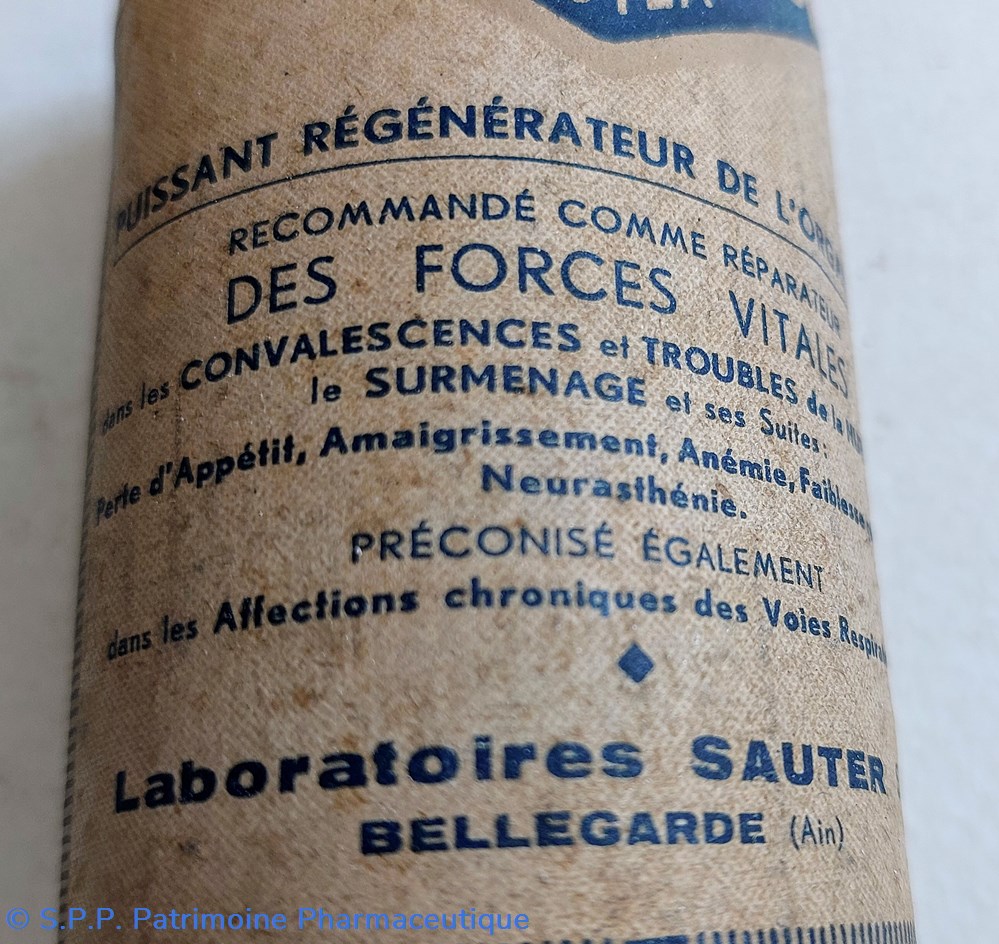 PUISSANT RÉGÉNÉRATEUR DE L'ORGA
RECOMMANDÉ COMME RÉPARATEUR
DES FORCES VITALES
dans les CONVALESCENCES et TROUBLES de la
le SURMENAGE et ses Suites:
Perte d'Appétit, Amaigrissement, Anémie, Faiblesse
Neurasthénie.
PRÉCONISÉ ÉGALEMENT
dans les Affections chroniques des Voies Respira
Laboratoires SAUTER
BELLEGARDE (Ain)
© S.P.P. Patrimoine Pharmaceutique